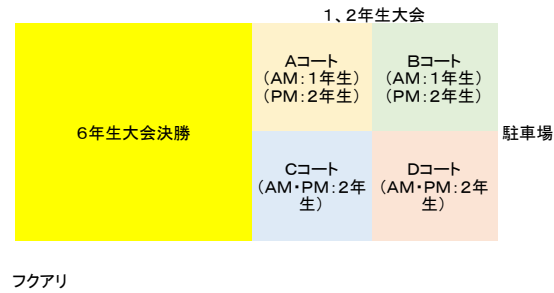 １、２年生大会
Aコート
（AM：１年生）
（PM：２年生）
Bコート
（AM：１年生）
（PM：２年生）
６年生大会決勝
駐車場
Cコート
（AM・PM：２年
生）
Dコート
（AM・PM：２年
生）
フクアリ